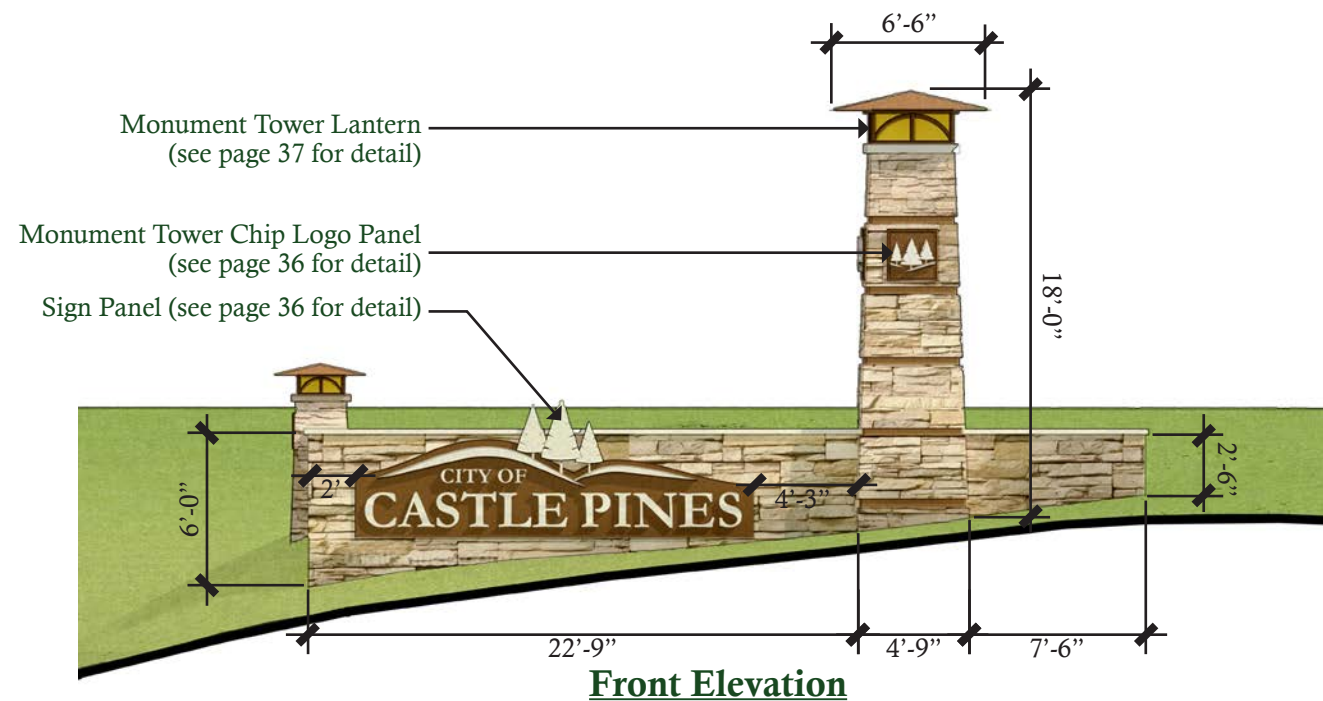 6’-6”
Monument Tower Lantern
(see page 37 for detail)
Monument Tower Chip Logo Panel
(see page 36 for detail)
Sign Panel (see page 36 for detail)
18’-0”
6’-0”
2’
CITY OF
CASTLE PINES
4’-3”
2’-6”
22’-9”
4’-9”
7’-6”
Front Elevation